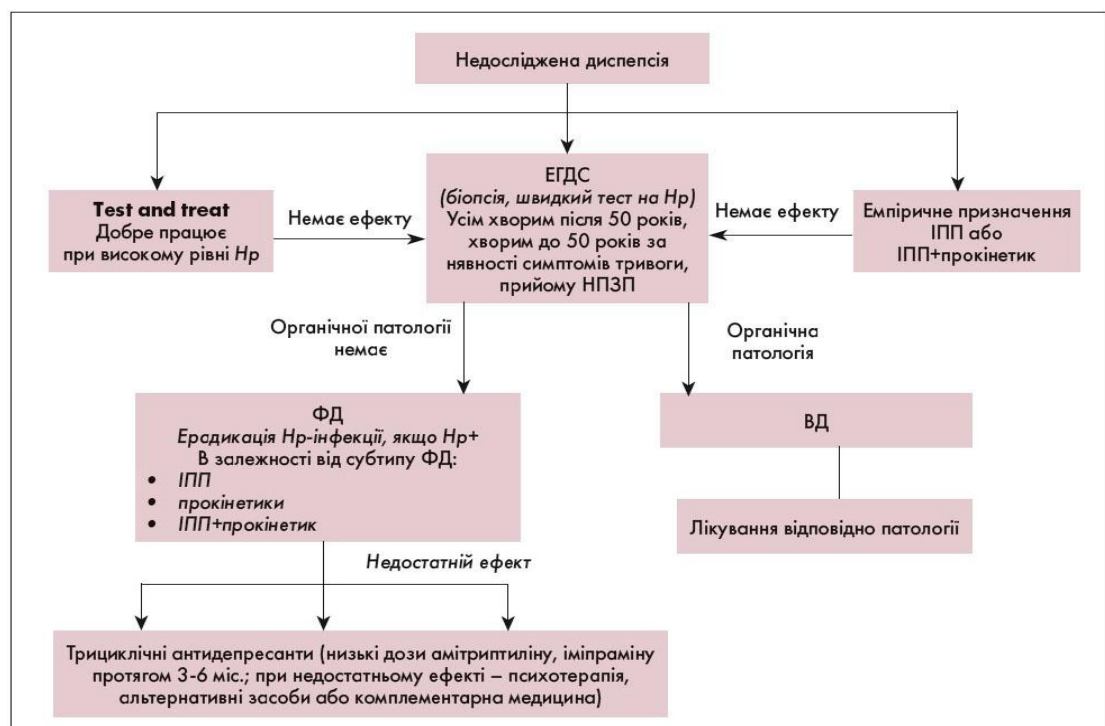 Недосліджена диспепсія
Test and treat
Добре працює
при високому рівні Hp
Немає ефекту
ЕГДС
(біопсія, швидкий тест на Hp)
Усім хворим після 50 років,
хворим до 50 років за
нявності симптомів тривоги,
прийому НПЗП
Немає ефекту
Емпіричне призначення
ІПП або
ІПП+прокінетик
Органічної патології
немає
Органічна
патологія
ФД
Ерадикація Hp-інфекції, якщо Hp+
В залежності від субтипу ФД:
• ІПП
• прокінетики
• ІПП+прокінетик
ВД
Лікування відповідно патології
Недостатній ефект
Трициклічні антидепресанти (низькі дози амітриптиліну, іміпраміну
протягом 3-6 міс.; при недостатньому ефекті – психотерапія,
альтернативні засоби або комплементарна медицина)